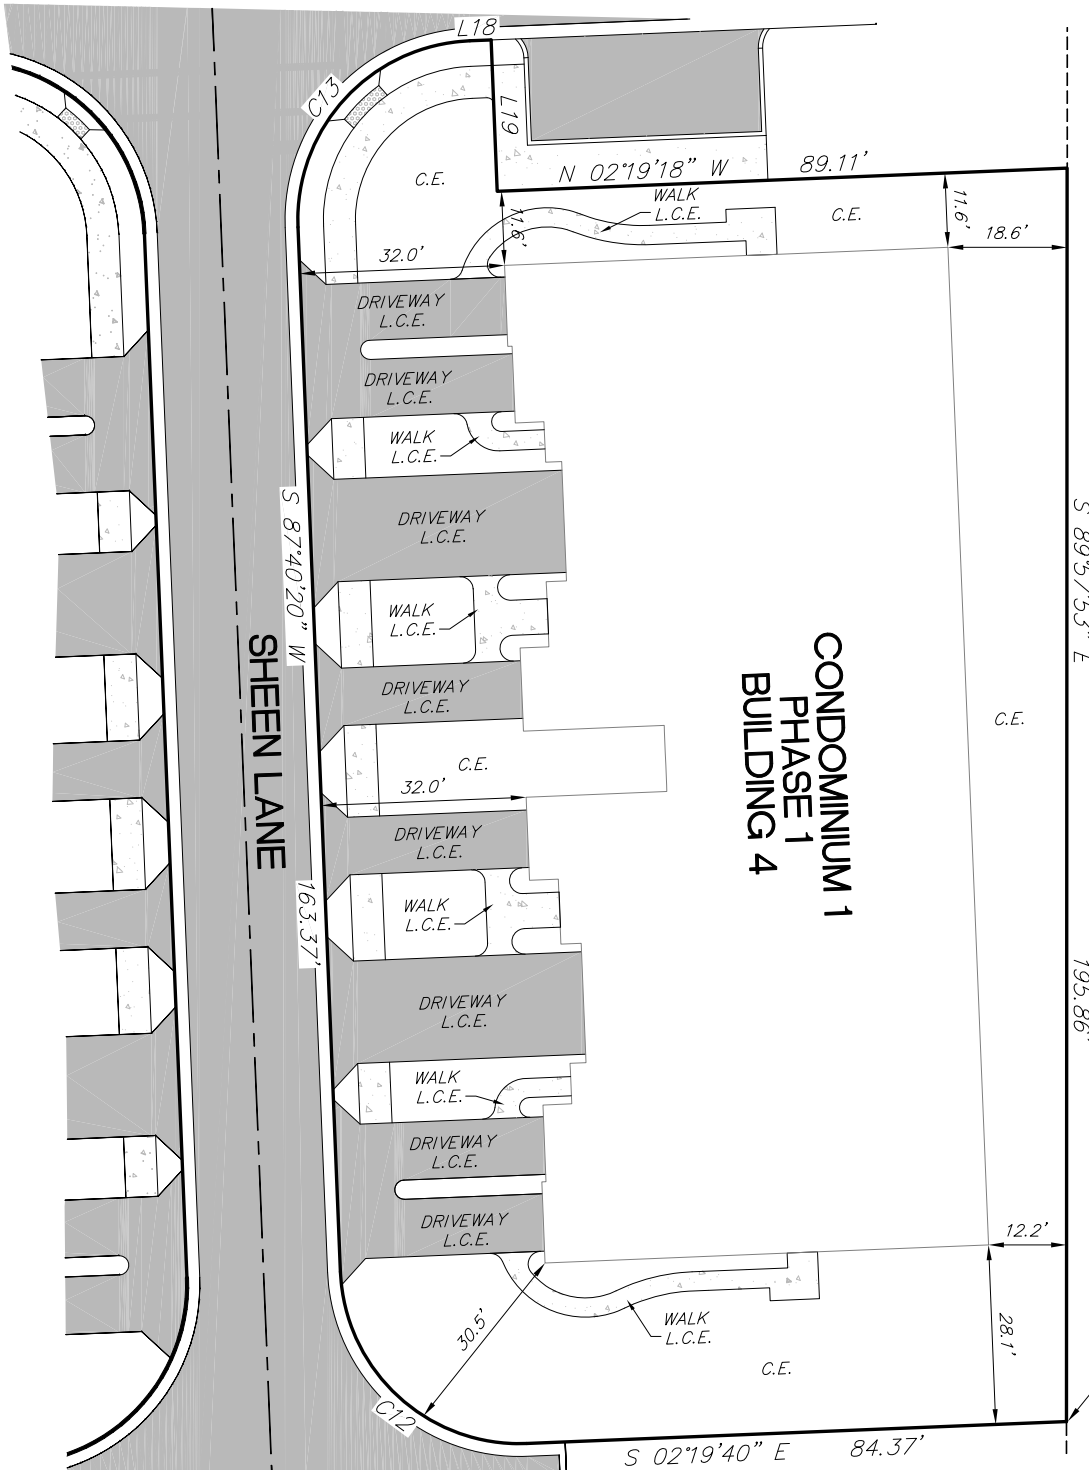 L18
C13
L19
N 02°19'18" W 89.11'
C.E.
WALK
L.C.E.
C.E.
11.6'
11.6'
18.6'
32.0'
DRIVEWAY
L.C.E.
DRIVEWAY
L.C.E.
WALK
L.C.E.
DRIVEWAY
L.C.E.
S 87°40'20" W
163.37'
SHEEN LANE
WALK
L.C.E.
DRIVEWAY
L.C.E.
C.E.
32.0'
DRIVEWAY
L.C.E.
WALK
L.C.E.
DRIVEWAY
L.C.E.
WALK
L.C.E.
DRIVEWAY
L.C.E.
DRIVEWAY
L.C.E.
CONDOMINIUM 1
PHASE 1
BUILDING 4
C.E.
S 89°57'53" E
195.86'
12.2'
28.1'
30.5'
WALK
L.C.E.
C.E.
C12
S 02°19'40" E 84.37'